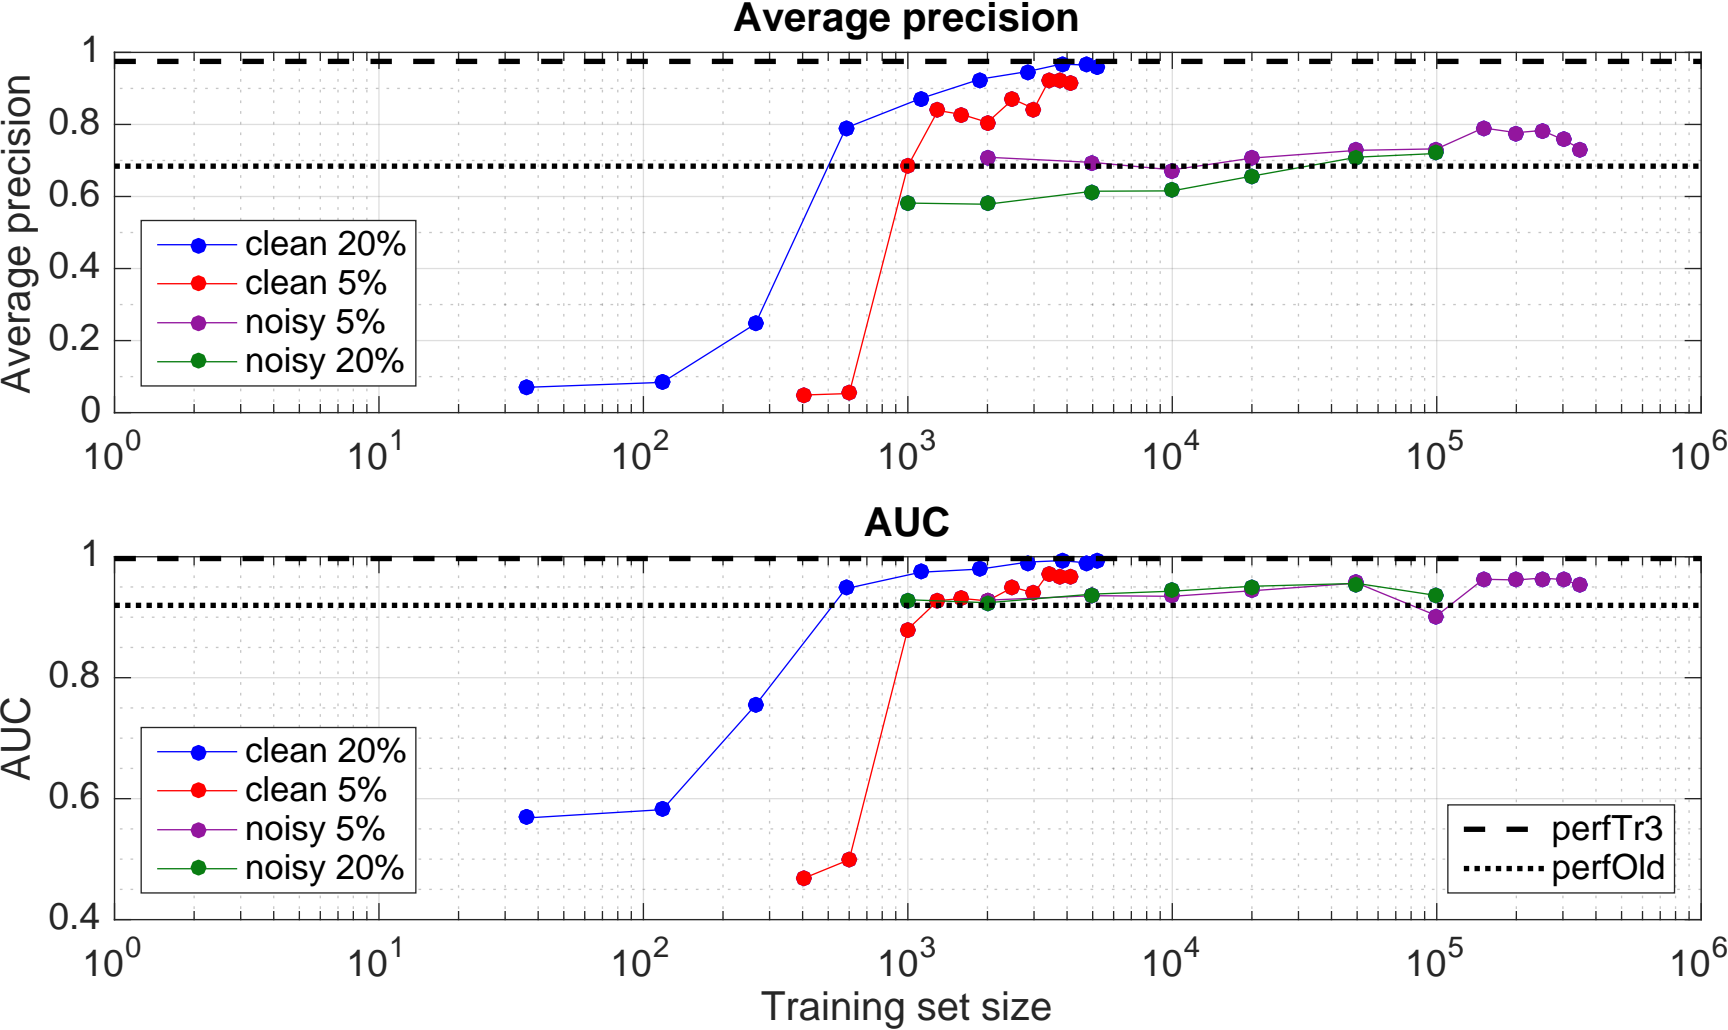 Average precision
Average precision
1
0.8
0.6
0.4
0.2
0
clean 20%
clean 5%
noisy 5%
noisy 20%
10^0 10^1 10^2 10^3 10^4 10^5 10^6
AUC
AUC
1
0.8
0.6
0.4
clean 20%
clean 5%
noisy 5%
noisy 20%
perfTr3
perfOld
10^0 10^1 10^2 10^3 10^4 10^5 10^6
Training set size